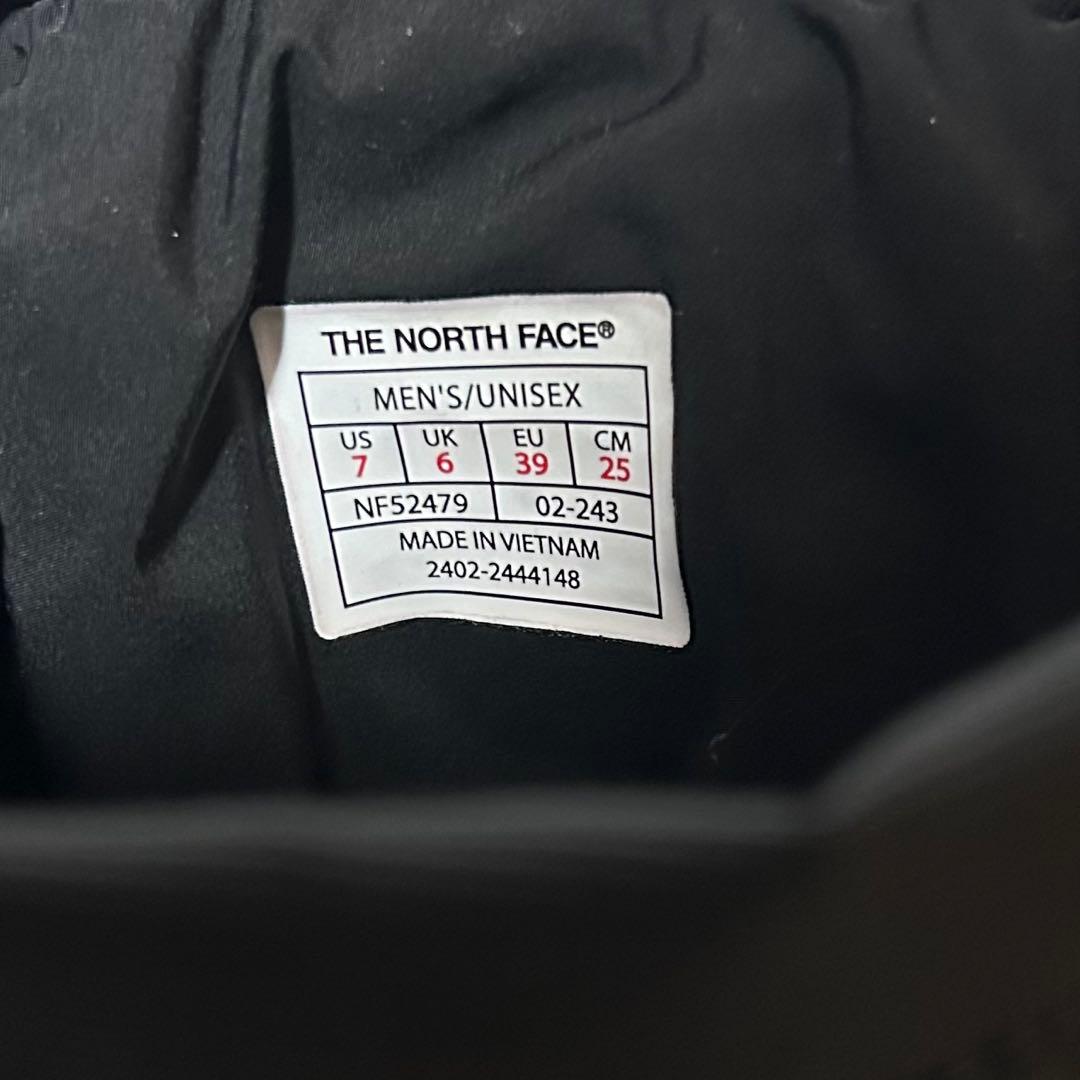 THE NORTH FACE®
MEN'S/UNISEX
US UK EU CM
7 6 39 25
NF52479 02-243
MADE IN VIETNAM
2402-2444148